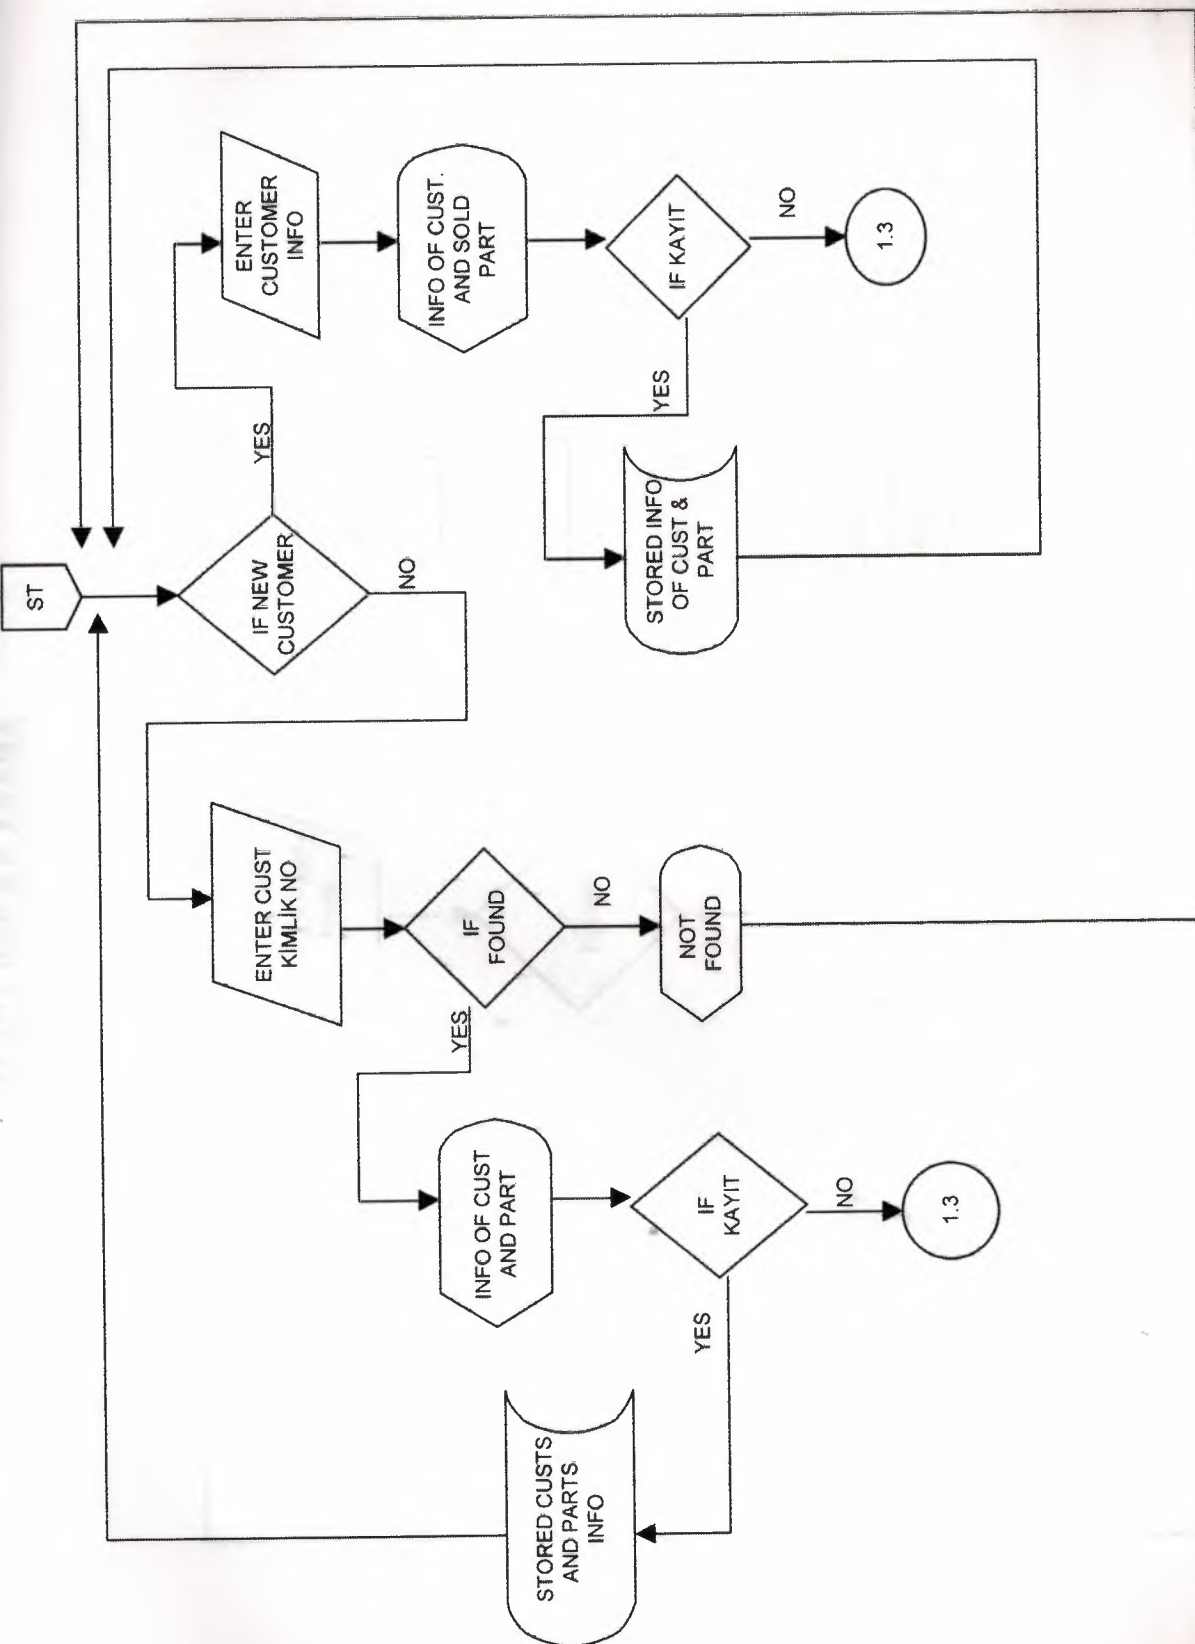 ST
IF NEW
CUSTOMER
YES
NO
ENTER
CUSTOMER
INFO
INFO OF CUST.
AND SOLD
PART
IF KAYIT
YES
NO
1.3
STORED INFO
OF CUST &
PART
ENTER CUST
KİMLİK NO
IF
FOUND
YES
NO
NOT
FOUND
INFO OF CUST
AND PART
IF
KAYIT
YES
NO
1.3
STORED CUSTS
AND PARTS
INFO